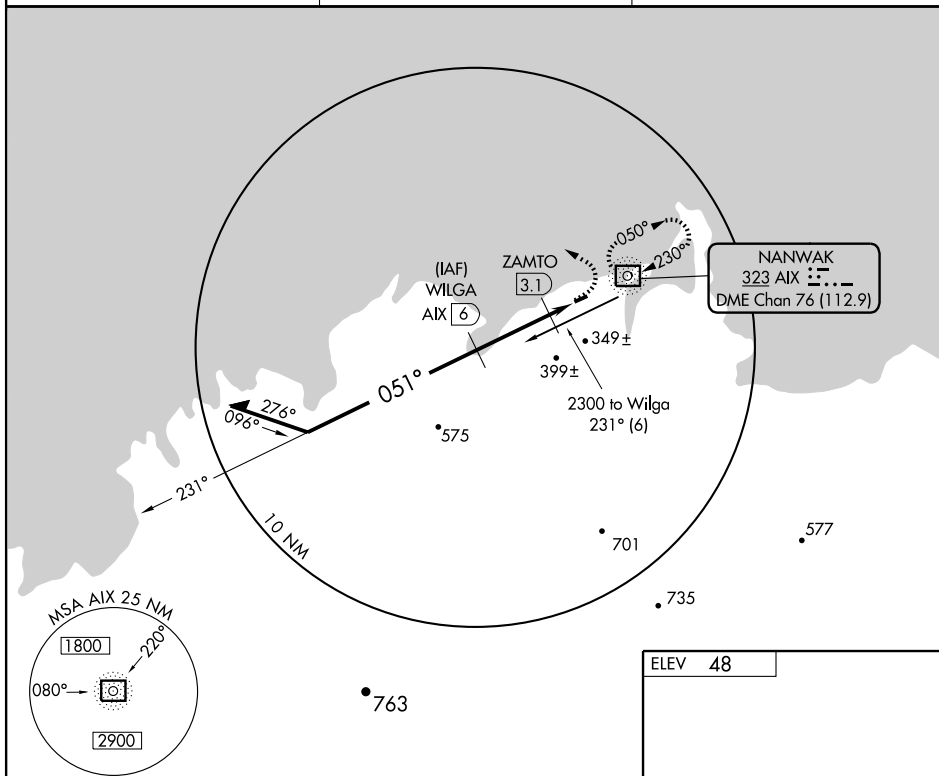 050°
230°
NANWAK
323 AIX
DME Chan 76 (112.9)
(IAF)
WILGA
AIX 6
ZAMTO
3.1
349±
399±
2300 to Wilga
231° (6)
051°
276°
096°
575
231°
10 NM
701
577
735
MSA AIX 25 NM
1800
220°
080°
2900
763
ELEV 48